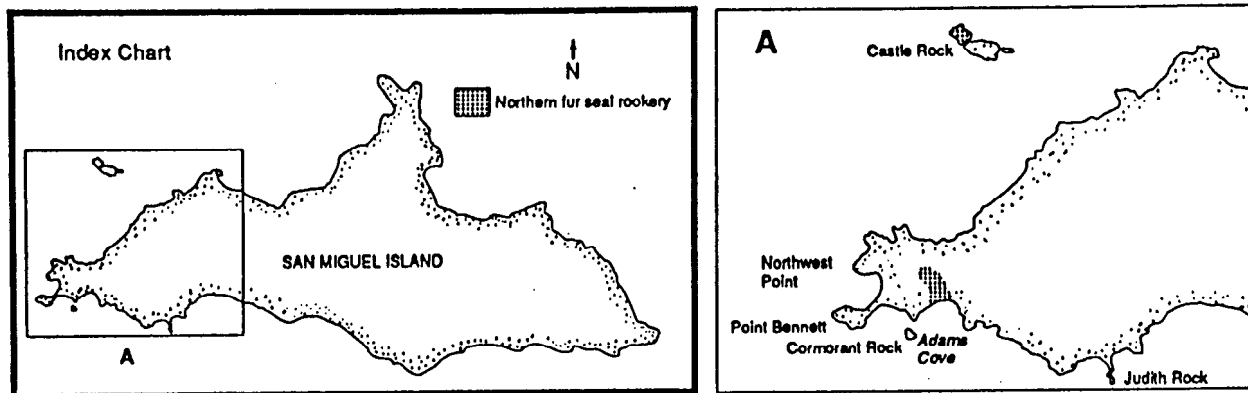 Index Chart
N
Northern fur seal rookery
SAN MIGUEL ISLAND
A
A
Castle Rock
Northwest
Point
Point Bennett
Cormorant Rock
Adams
Cove
Judith Rock